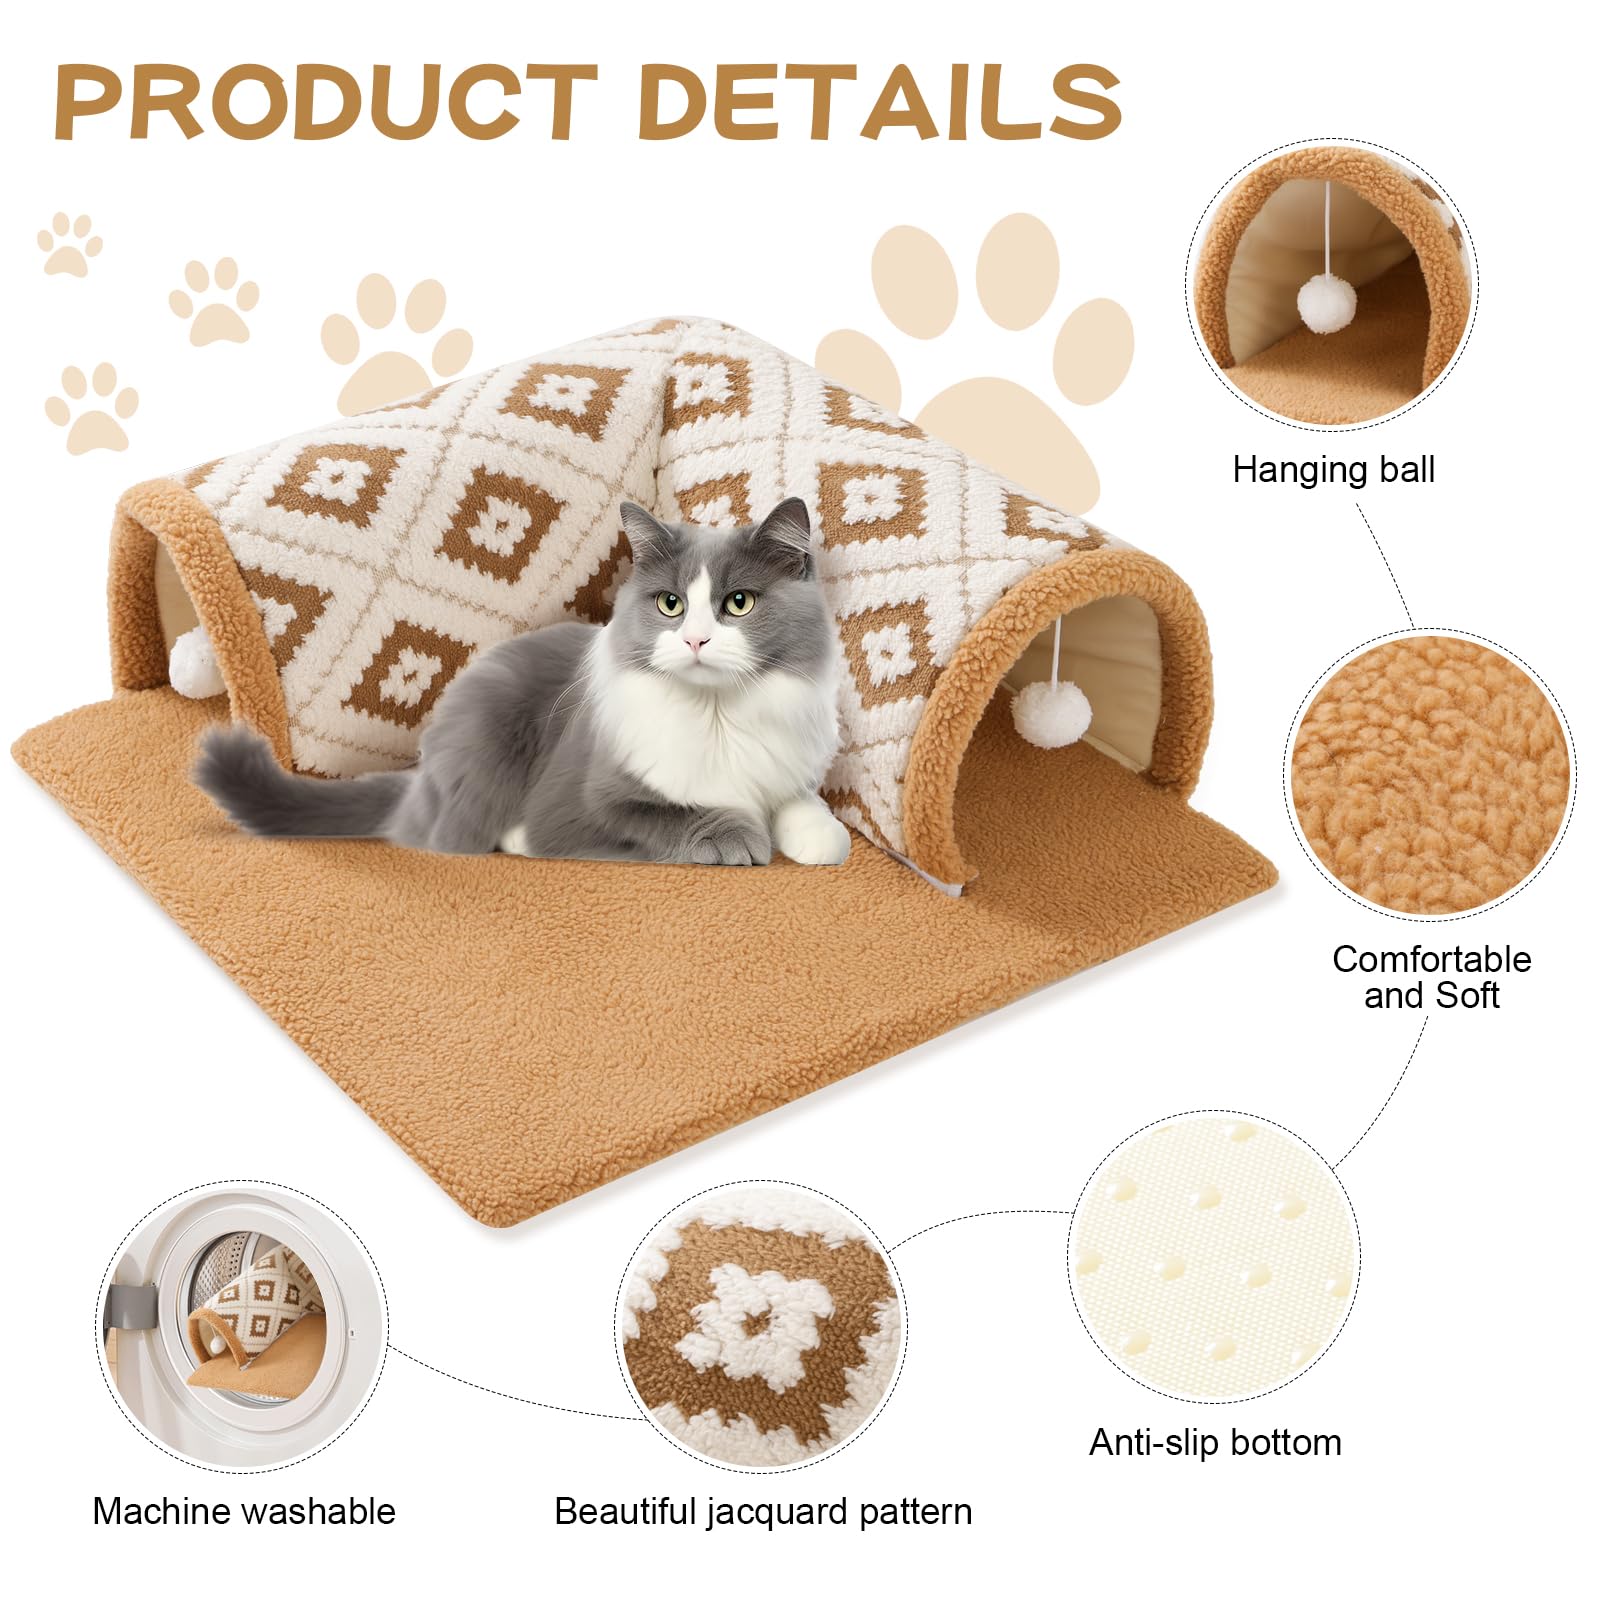 PRODUCT DETAILS
Hanging ball
Comfortable
and Soft
Anti-slip bottom
Beautiful jacquard pattern
Machine washable